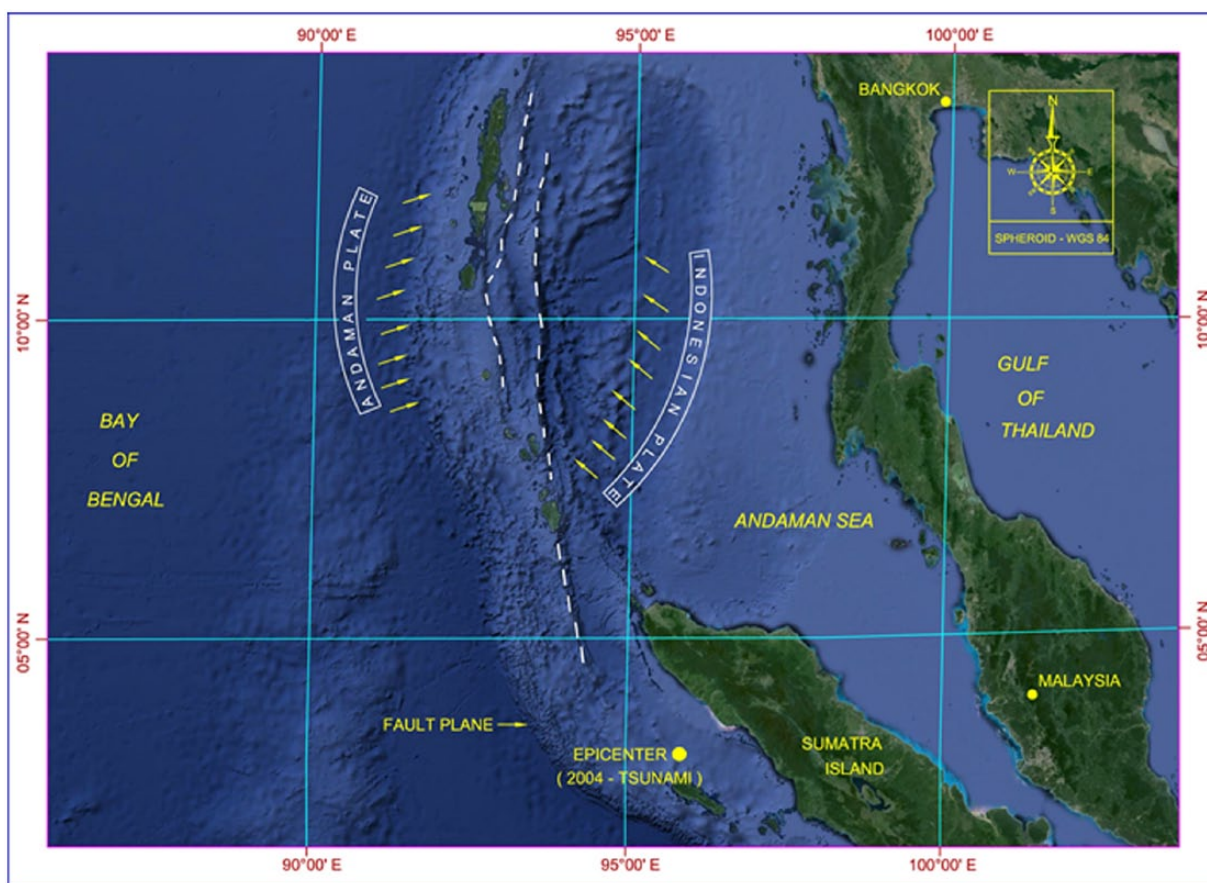 90°00' E
95°00' E
100°00' E
BANGKOK
N
W
E
S
SPHEROID - WGS 84
ANDAMAN PLATE
INDONESIAN PLATE
10°00' N
10°00' N
GULF
OF
THAILAND
BAY
OF
BENGAL
ANDAMAN SEA
05°00' N
05°00' N
MALAYSIA
FAULT PLANE
EPICENTER
( 2004 - TSUNAMI )
SUMATRA
ISLAND
90°00' E
95°00' E
100°00' E